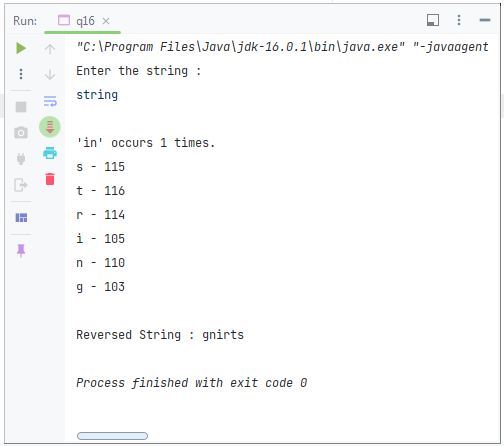 Run: q16
"C:\Program Files\Java\jdk-16.0.1\bin\java.exe" "-javaagent
Enter the string :
string
'in' occurs 1 times.
s - 115
t - 116
r - 114
i - 105
n - 110
g - 103
Reversed String : gnirts
Process finished with exit code 0